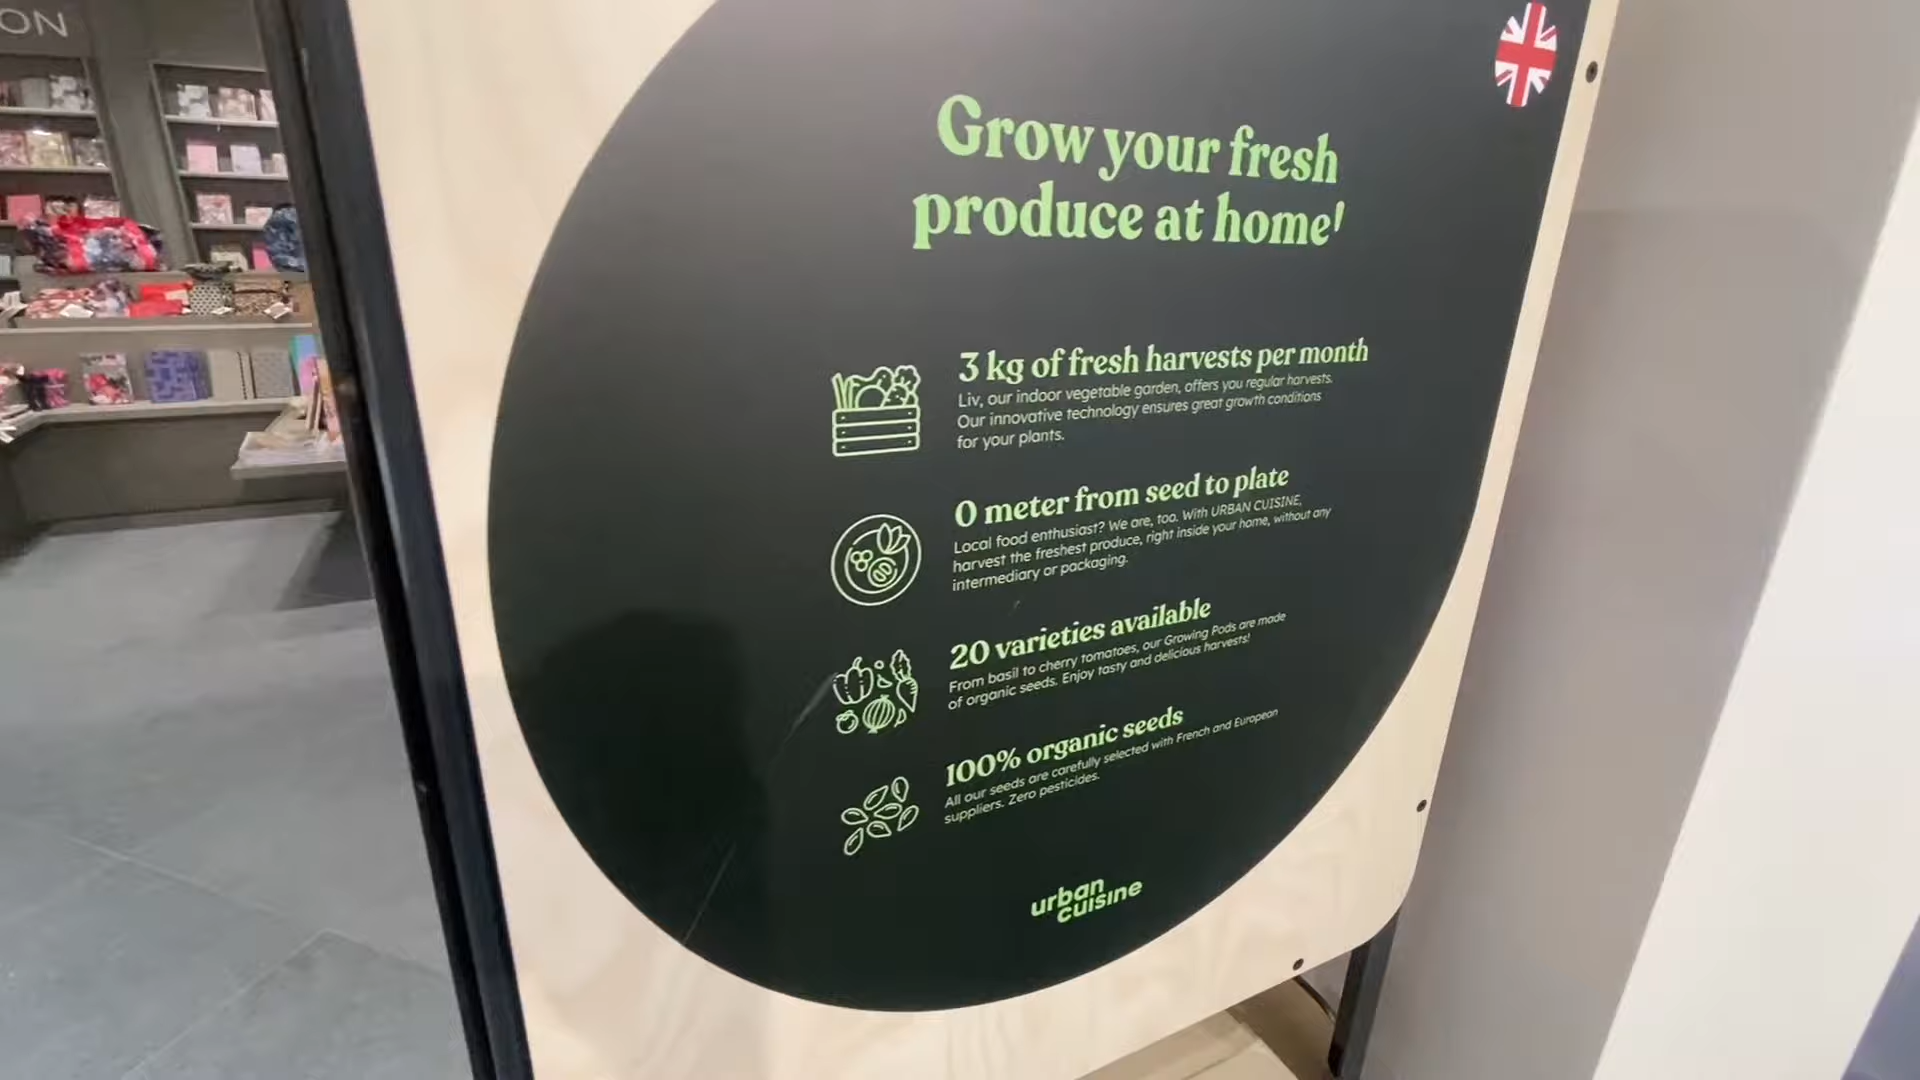 ON
Grow your fresh
produce at home!
3 kg of fresh harvests per month
Liv, our indoor vegetable garden, offers you regular harvests.
Our innovative technology ensures great growth conditions
for your plants.
0 meter from seed to plate
Local food enthusiast? We are, too. With URBAN CUISINE,
harvest the freshest produce, right inside your home, without any
intermediary or packaging.
20 varieties available
From basil to cherry tomatoes, our Growing Pods are made
of organic seeds. Enjoy tasty and delicious harvests!
100% organic seeds
All our seeds are carefully selected with French and European
suppliers. Zero pesticides.
urban
cuisine